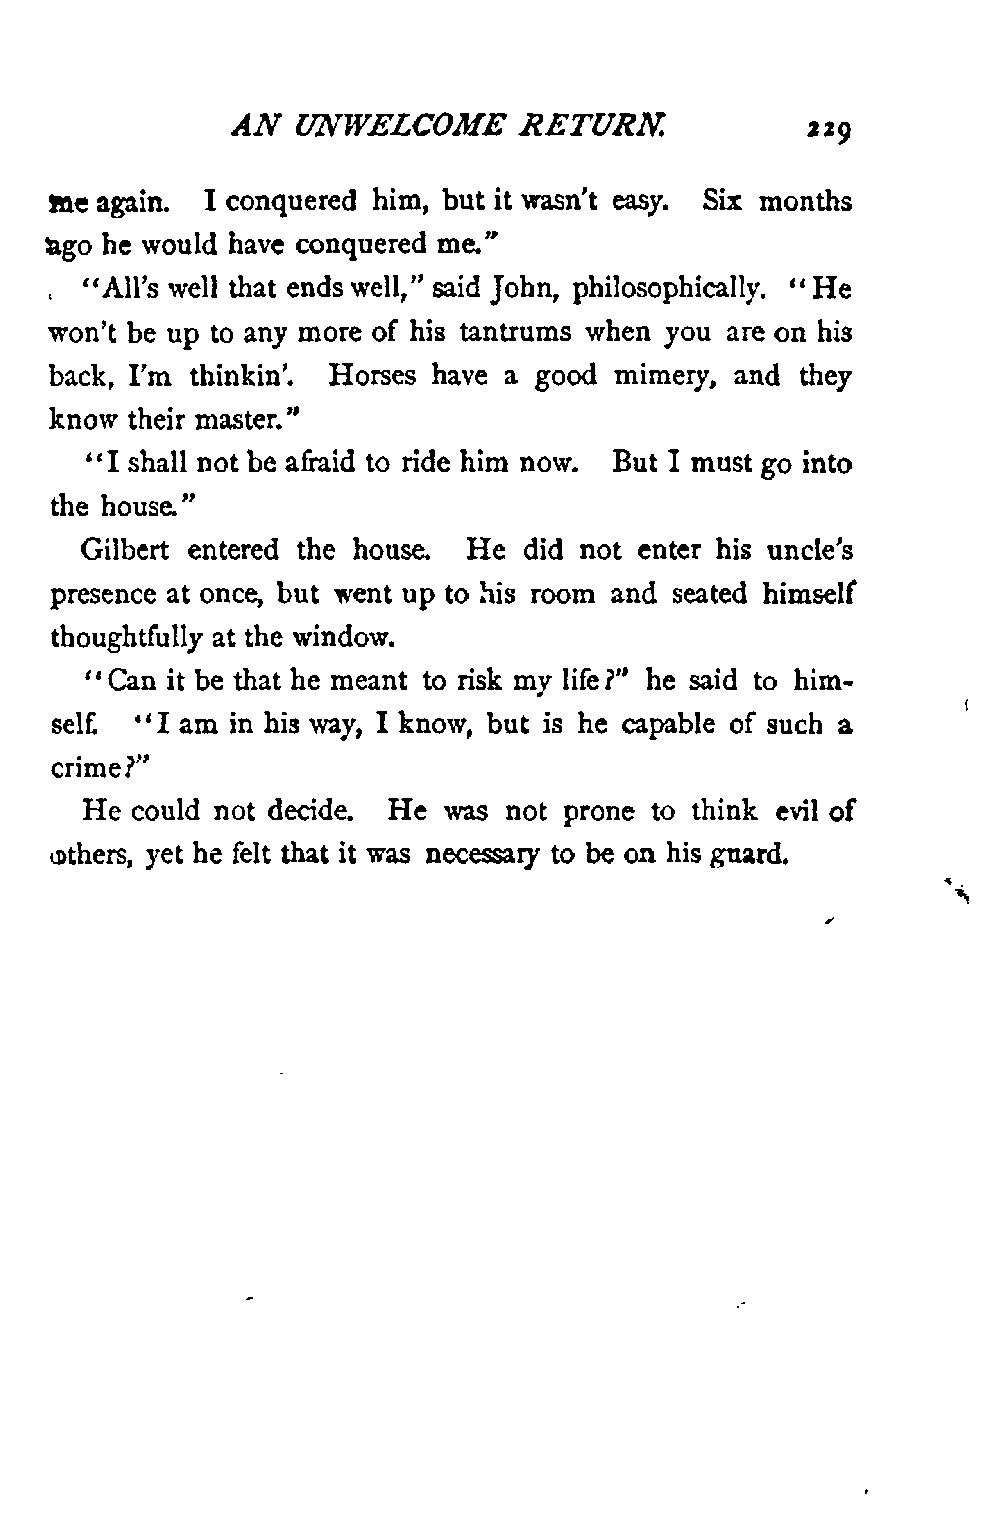 AN UNWELCOME RETURN. 229
me again. I conquered him, but it wasn't easy. Six months
ago he would have conquered me."
"All's well that ends well," said John, philosophically. "He
won't be up to any more of his tantrums when you are on his
back, I'm thinkin'. Horses have a good mimery, and they
know their master."
"I shall not be afraid to ride him now. But I must go into
the house."
Gilbert entered the house. He did not enter his uncle's
presence at once, but went up to his room and seated himself
thoughtfully at the window.
"Can it be that he meant to risk my life?" he said to him-
self. "I am in his way, I know, but is he capable of such a
crime?"
He could not decide. He was not prone to think evil of
others, yet he felt that it was necessary to be on his guard.